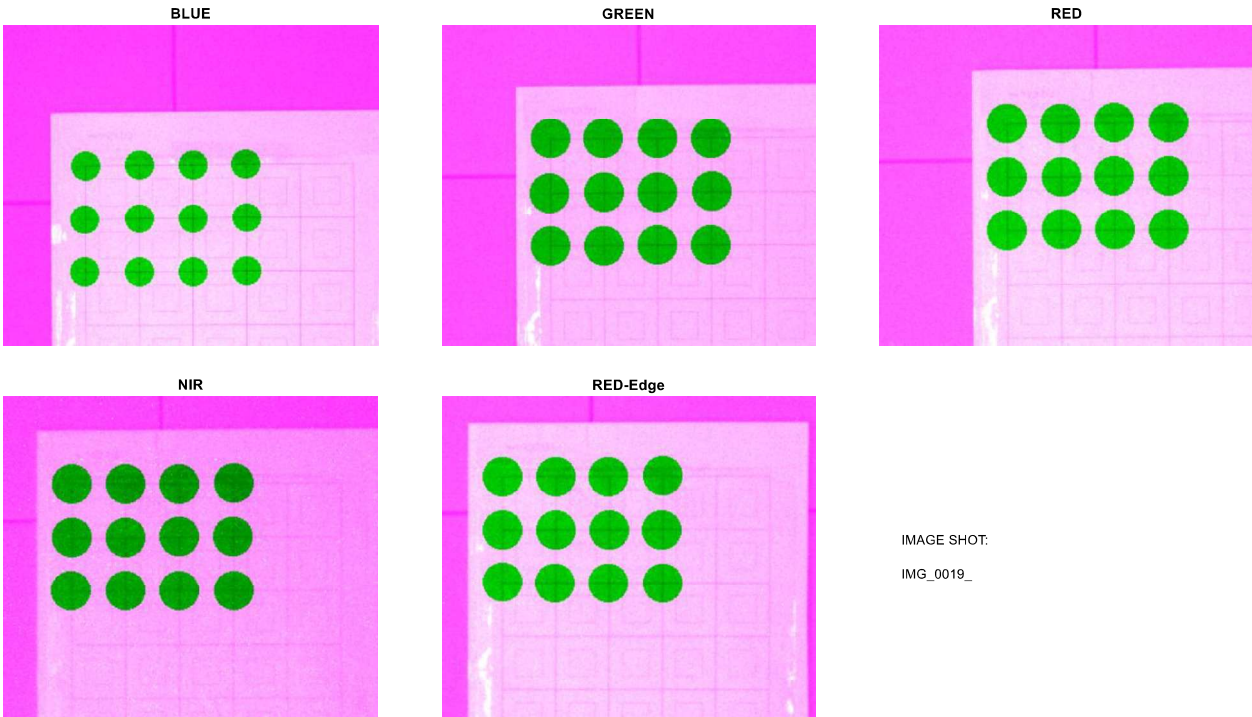 BLUE
GREEN
RED
NIR
RED-Edge
IMAGE SHOT:
IMG_0019_